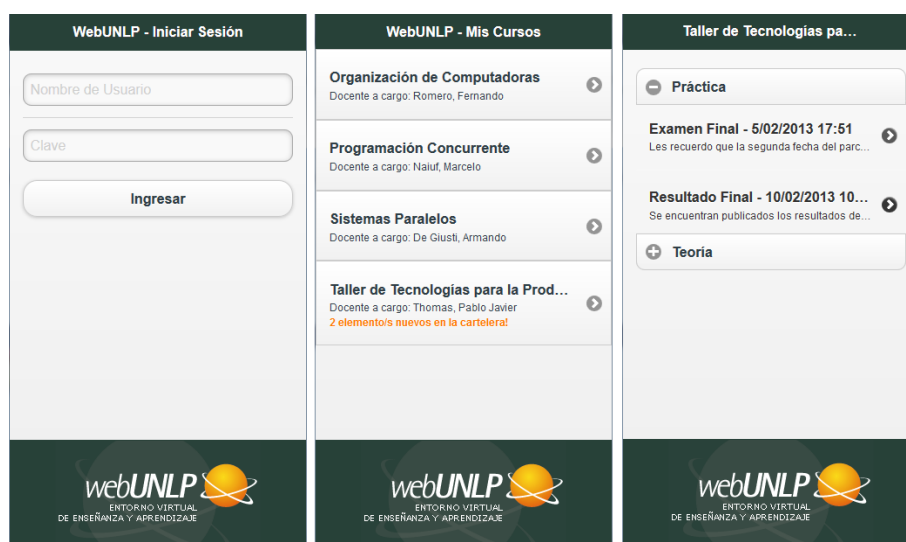 WebUNLP - Iniciar Sesión
Nombre de Usuario
Clave
Ingresar
webUNLP
ENTORNO VIRTUAL
DE ENSEÑANZA Y APRENDIZAJE
WebUNLP - Mis Cursos
Organización de Computadoras
Docente a cargo: Romero, Fernando
Programación Concurrente
Docente a cargo: Naiuf, Marcelo
Sistemas Paralelos
Docente a cargo: De Giusti, Armando
Taller de Tecnologías para la Prod...
Docente a cargo: Thomas, Pablo Javier
2 elemento/s nuevos en la cartelera!
webUNLP
ENTORNO VIRTUAL
DE ENSEÑANZA Y APRENDIZAJE
Taller de Tecnologías pa...
Práctica
Examen Final - 5/02/2013 17:51
Les recuerdo que la segunda fecha del parc...
Resultado Final - 10/02/2013 10...
Se encuentran publicados los resultados de...
Teoría
webUNLP
ENTORNO VIRTUAL
DE ENSEÑANZA Y APRENDIZAJE